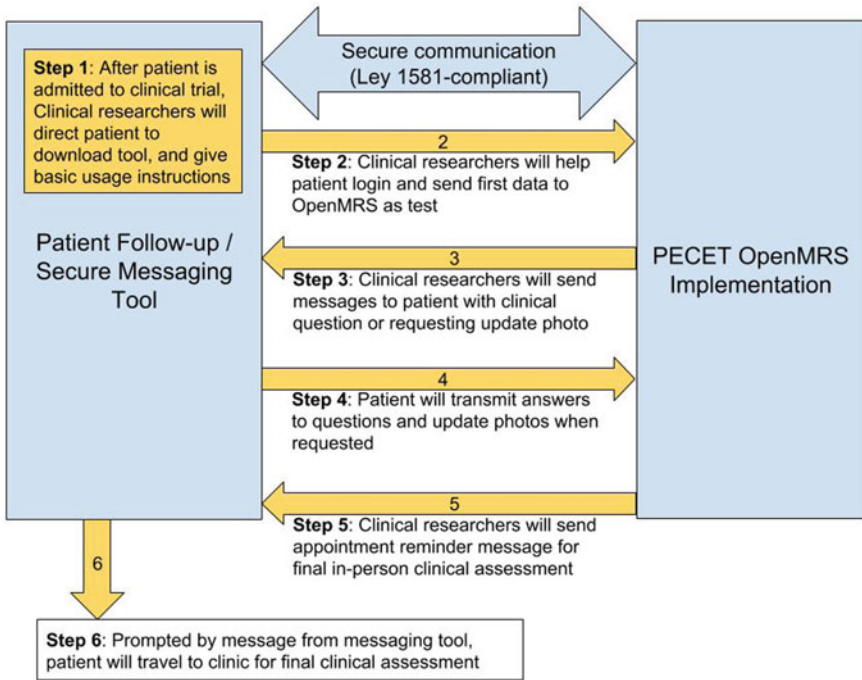 Secure communication
(Ley 1581-compliant)
Step 1: After patient is
admitted to clinical trial,
Clinical researchers will
direct patient to
download tool, and give
basic usage instructions
Patient Follow-up /
Secure Messaging
Tool
2
Step 2: Clinical researchers will help
patient login and send first data to
OpenMRS as test
3
Step 3: Clinical researchers will send
messages to patient with clinical
question or requesting update photo
PECET OpenMRS
Implementation
4
Step 4: Patient will transmit answers
to questions and update photos when
requested
5
Step 5: Clinical researchers will send
appointment reminder message for
final in-person clinical assessment
6
Step 6: Prompted by message from messaging tool,
patient will travel to clinic for final clinical assessment